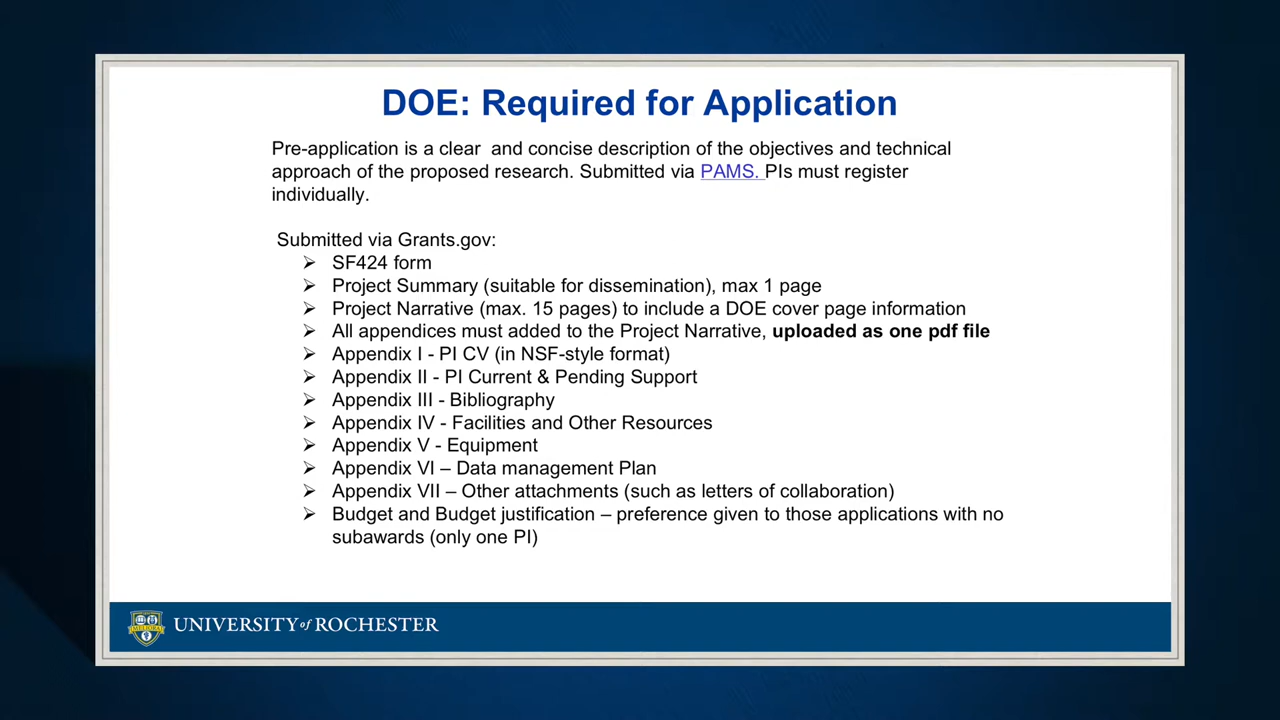 DOE: Required for Application
Pre-application is a clear  and concise description of the objectives and technical
approach of the proposed research. Submitted via PAMS. PIs must register
individually.
Submitted via Grants.gov:
➢ SF424 form
➢ Project Summary (suitable for dissemination), max 1 page
➢ Project Narrative (max. 15 pages) to include a DOE cover page information
➢ All appendices must added to the Project Narrative, uploaded as one pdf file
➢ Appendix I - PI CV (in NSF-style format)
➢ Appendix II - PI Current & Pending Support
➢ Appendix III - Bibliography
➢ Appendix IV - Facilities and Other Resources
➢ Appendix V - Equipment
➢ Appendix VI – Data management Plan
➢ Appendix VII – Other attachments (such as letters of collaboration)
➢ Budget and Budget justification – preference given to those applications with no
subawards (only one PI)
MELIORA
UNIVERSITY of ROCHESTER